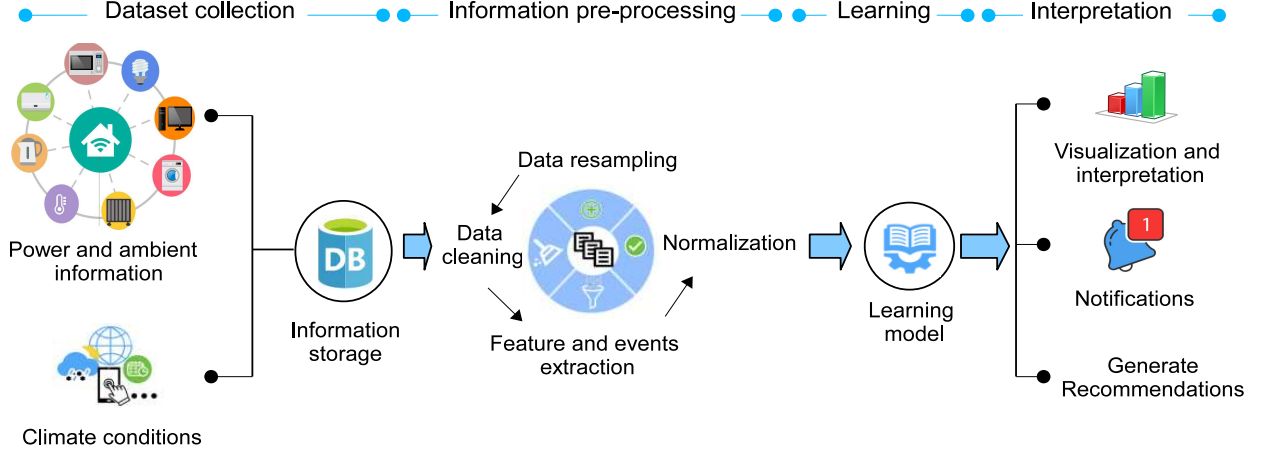 Dataset collection
Information pre-processing
Learning
Interpretation
Power and ambient
information
Climate conditions
DB
Information
storage
Data resampling
Data
cleaning
Feature and events
extraction
Normalization
Learning
model
Visualization and
interpretation
1
Notifications
Generate
Recommendations